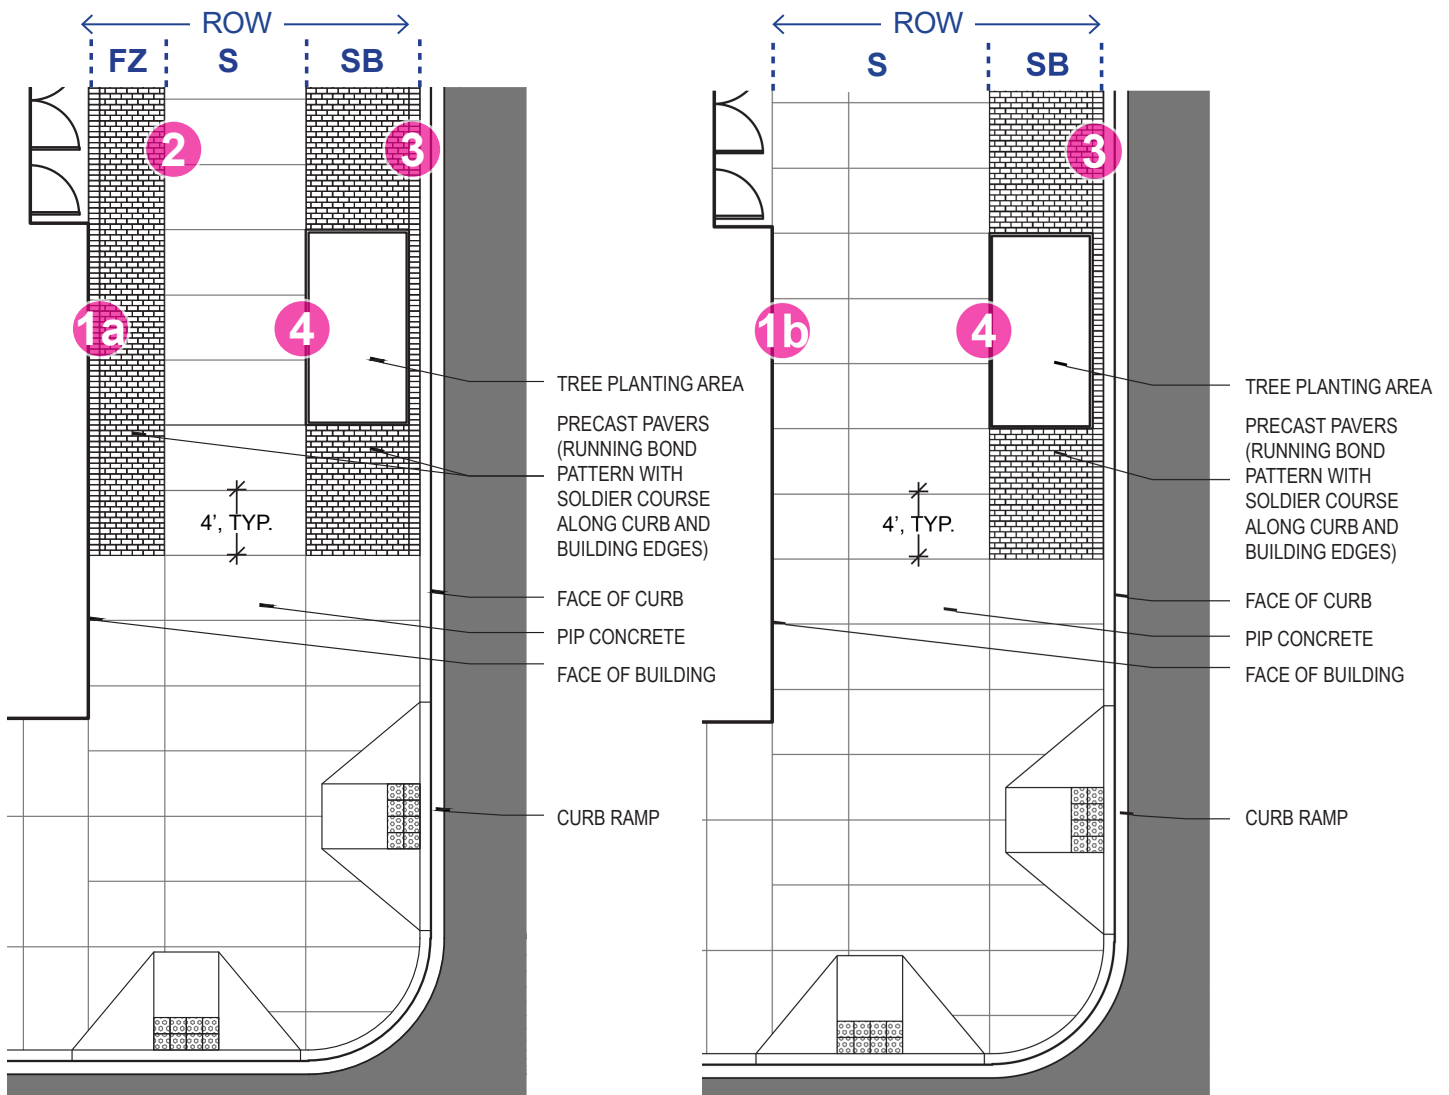 ROW
FZ S SB
2
3
1a
4
4', TYP.
TREE PLANTING AREA
PRECAST PAVERS
(RUNNING BOND
PATTERN WITH
SOLDIER COURSE
ALONG CURB AND
BUILDING EDGES)
FACE OF CURB
PIP CONCRETE
FACE OF BUILDING
CURB RAMP
ROW
S SB
3
1b
4
4', TYP.
TREE PLANTING AREA
PRECAST PAVERS
(RUNNING BOND
PATTERN WITH
SOLDIER COURSE
ALONG CURB AND
BUILDING EDGES)
FACE OF CURB
PIP CONCRETE
FACE OF BUILDING
CURB RAMP